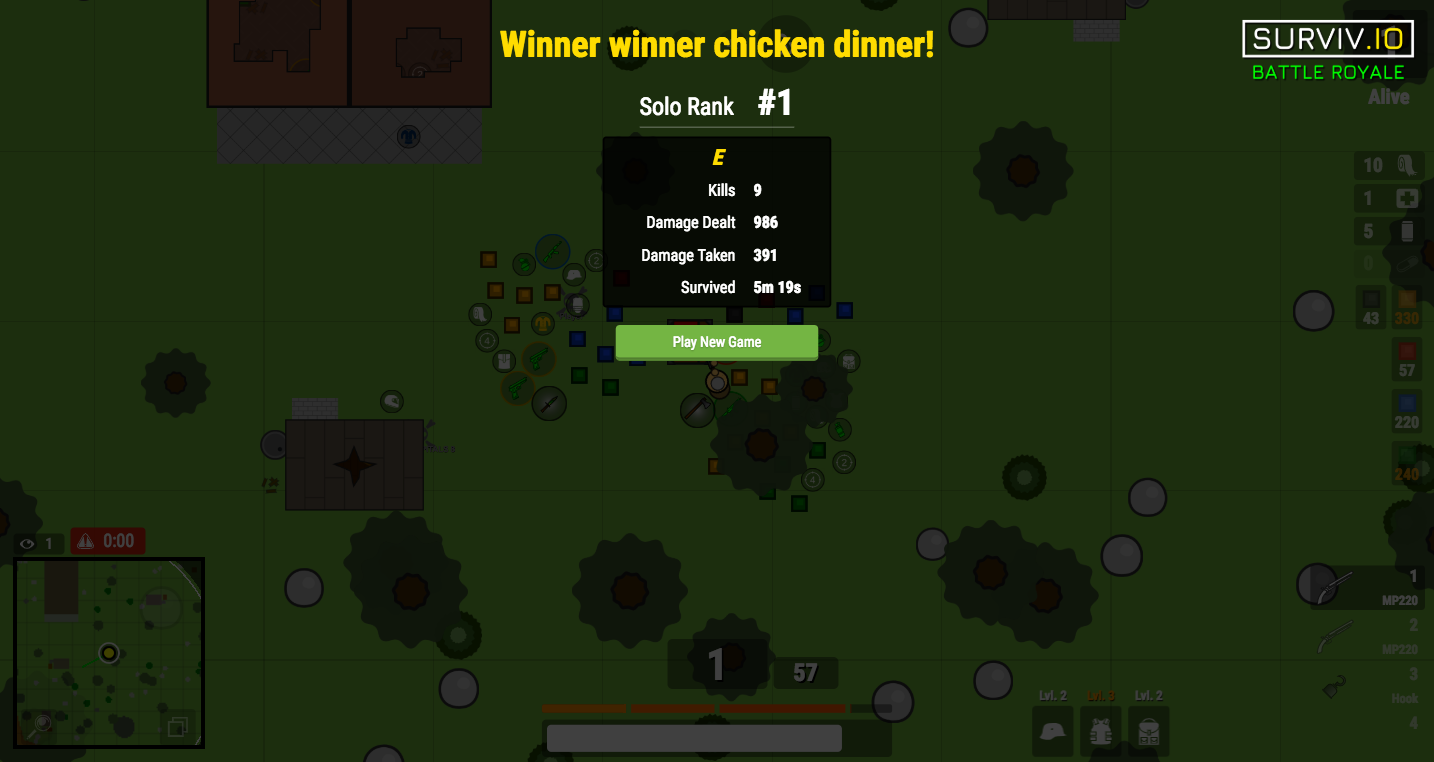 Winner winner chicken dinner!
SURVIV.IO
BATTLE ROYALE
Alive
Solo Rank #1
E
Kills 9
Damage Dealt 986
Damage Taken 391
Survived 5m 19s
Play New Game
10
1
5
0
43 330
57
220
240
1 0:00
1 57
Lvl. 2 Lvl. 3 Lvl. 2
1
MP220
2
MP220
3
Hook
4